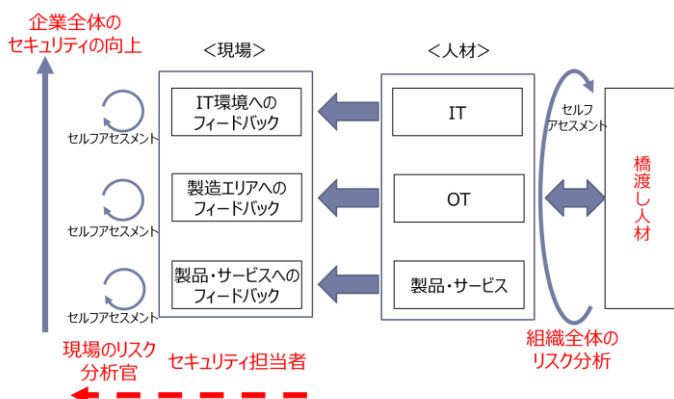 企業全体の
セキュリティの向上
<現場>
<人材>
IT環境への
フィードバック
IT
セルフアセスメント
セルフ
アセスメント
製造エリアへの
フィードバック
OT
セルフアセスメント
橋渡し人材
製品・サービスへの
フィードバック
製品・サービス
セルフアセスメント
現場のリスク
分析官
セキュリティ担当者
組織全体の
リスク分析